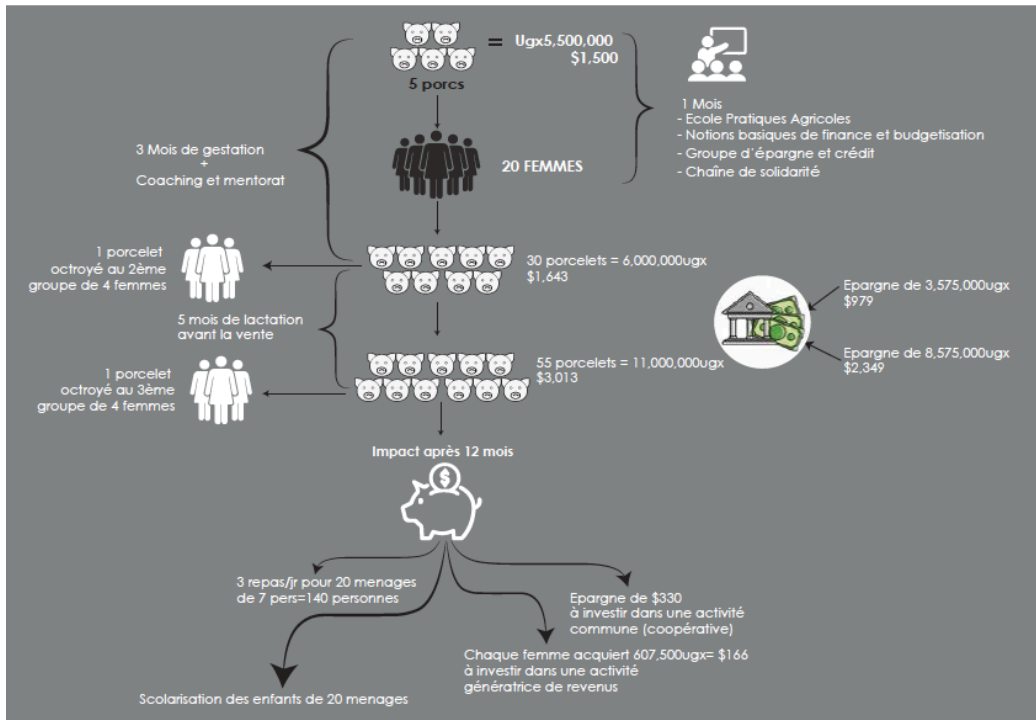 = Ugx5,500,000
$1,500
5 porcs
1 Mois
- Ecole Pratiques Agricoles
- Notions basiques de finance et budgetisation
- Groupe d'épargne et crédit
- Chaîne de solidarité
3 Mois de gestation
+
Coaching et mentorat
20 FEMMES
1 porcelet
octroyé au 2ème
groupe de 4 femmes
30 porcelets = 6,000,000ugx
$1,643
Epargne de 3,575,000ugx
$979
5 mois de lactation
avant la vente
Epargne de 8,575,000ugx
$2,349
1 porcelet
octroyé au 3ème
groupe de 4 femmes
55 porcelets = 11,000,000ugx
$3,013
Impact après 12 mois
$
3 repas/jr pour 20 menages
de 7 pers=140 personnes
Epargne de $330
à investir dans une activité
commune (coopérative)
Chaque femme acquiert 607,500ugx= $166
à investir dans une activité
génératrice de revenus
Scolarisation des enfants de 20 menages